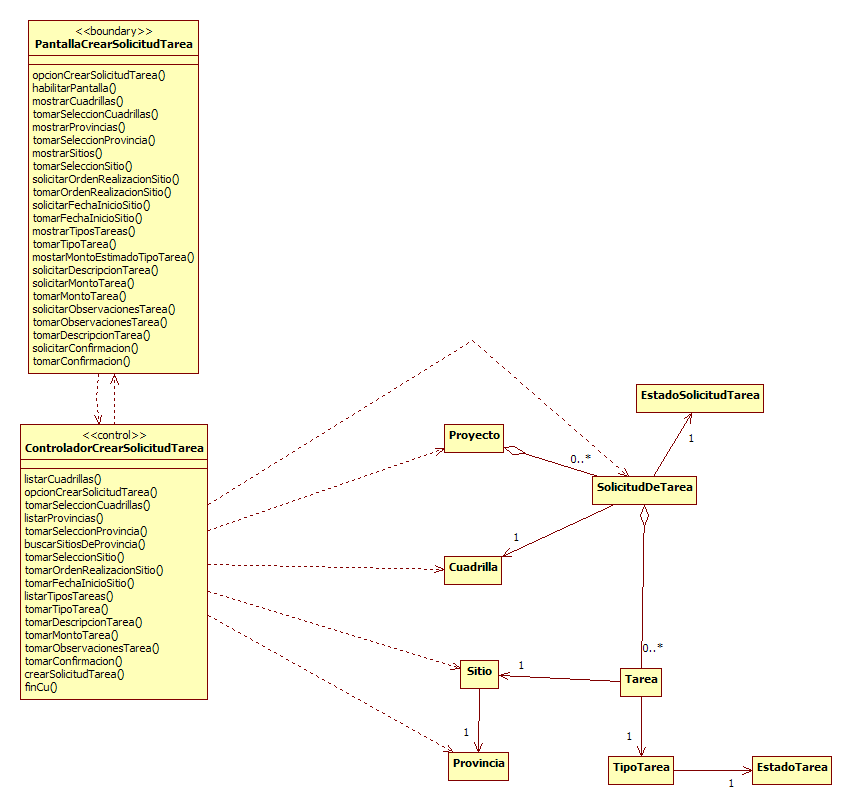 <<boundary>>
PantallaCrearSolicitudTarea
opcionCrearSolicitudTarea()
habilitarPantalla()
mostrarCuadrillas()
tomarSeleccionCuadrillas()
mostrarProvincias()
tomarSeleccionProvincia()
mostrarSitios()
tomarSeleccionSitio()
solicitarOrdenRealizacionSitio()
tomarOrdenRealizacionSitio()
solicitarFechaInicioSitio()
tomarFechaInicioSitio()
mostrarTiposTareas()
tomarTipoTarea()
mostarMontoEstimadoTipoTarea()
solicitarDescripcionTarea()
solicitarMontoTarea()
tomarMontoTarea()
solicitarObservacionesTarea()
tomarObservacionesTarea()
tomarDescripcionTarea()
solicitarConfirmacion()
tomarConfirmacion()
<<control>>
ControladorCrearSolicitudTarea
listarCuadrillas()
opcionCrearSolicitudTarea()
tomarSeleccionCuadrillas()
listarProvincias()
tomarSeleccionProvincia()
buscarSitiosDeProvincia()
tomarSeleccionSitio()
tomarOrdenRealizacionSitio()
tomarFechaInicioSitio()
listarTiposTareas()
tomarTipoTarea()
tomarDescripcionTarea()
tomarMontoTarea()
tomarObservacionesTarea()
tomarConfirmacion()
crearSolicitudTarea()
finCu()
EstadoSolicitudTarea
1
Proyecto
0..*
SolicitudDeTarea
1
Cuadrilla
0..*
Sitio
1
Tarea
1
Provincia
1
TipoTarea
1
EstadoTarea